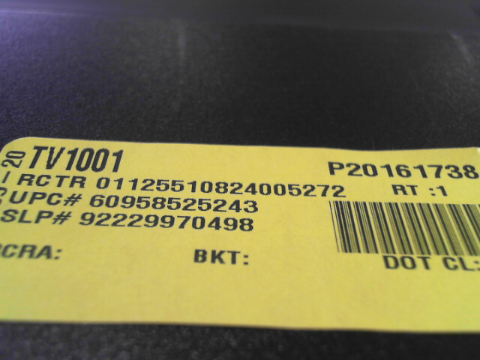 20 TV1001 P20161738
RCTR 01125510824005272 RT :1
UPC# 60958525243
SLP# 92229970498
CRA: BKT: DOT CL: